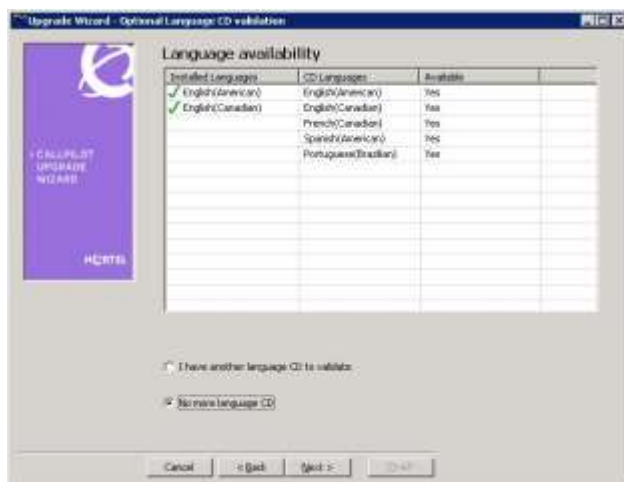 Upgrade Wizard - Optional Language CD validation
Language availability
Installed Languages CD Languages Available
English(American) English(American) Yes
English(Canadian) English(Canadian) Yes
French(Canadian) Yes
Spanish(American) Yes
Portuguese(Brazilian) Yes
CALLPILOT
UPGRADE
WIZARD
NORTEL
I have another language CD to validate
No more language CD
Cancel < Back Next >